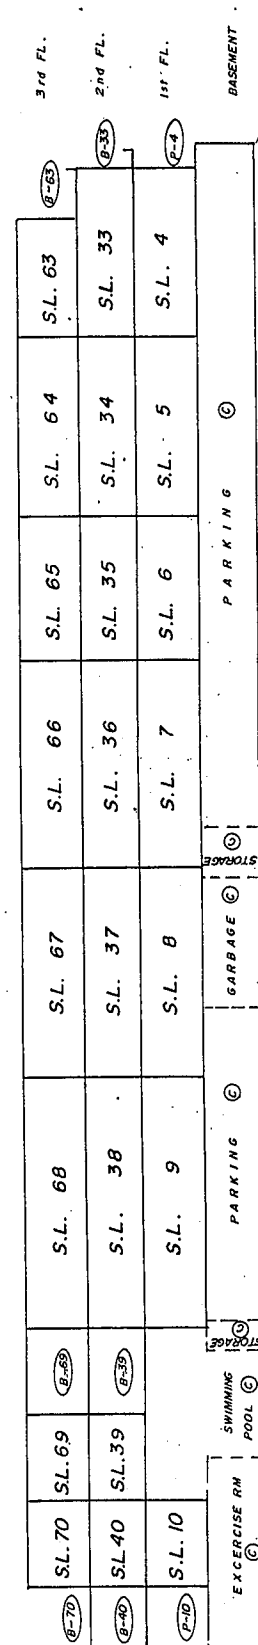 3rd FL.
B-63
S.L. 63
S.L. 64
S.L. 65
S.L. 66
S.L. 67
S.L. 68
B-69
S.L. 69
S.L. 70
B-70
2nd FL.
B-33
S.L. 33
S.L. 34
S.L. 35
S.L. 36
S.L. 37
S.L. 38
B-39
S.L. 39
S.L. 40
B-40
1st FL.
P-4
S.L. 4
S.L. 5
S.L. 6
S.L. 7
S.L. 8
S.L. 9
S.L. 10
P-10
BASEMENT
PARKING C
STORAGE C
GARBAGE C
PARKING C
STORAGE C
SWIMMING
POOL C
EXCERCISE RM
C